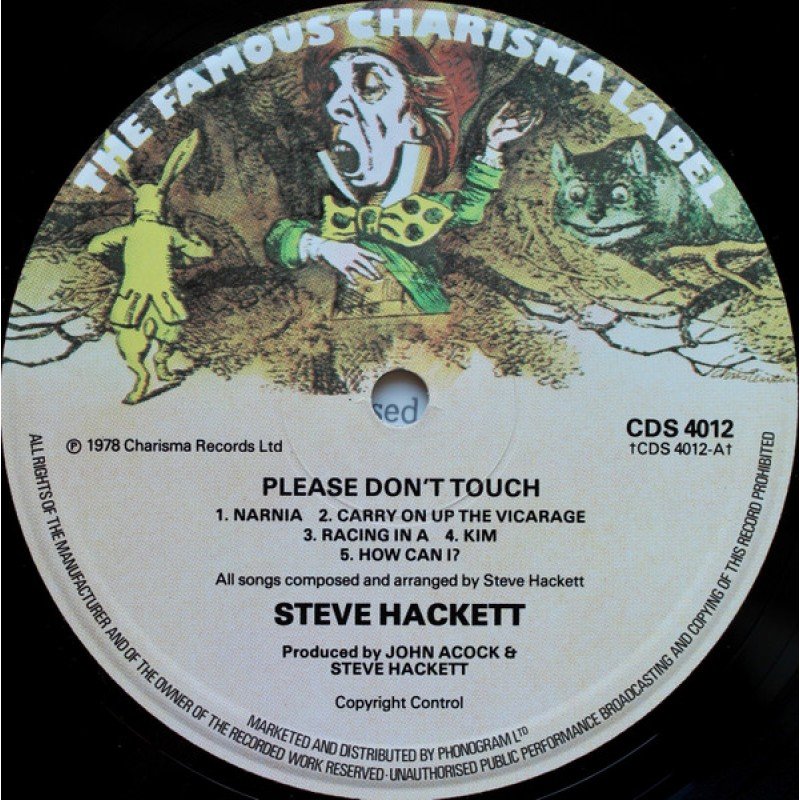 THE FAMOUS CHARISMA LABEL
sed
℗ 1978 Charisma Records Ltd
CDS 4012
†CDS 4012-A†
PLEASE DON'T TOUCH
1. NARNIA 2. CARRY ON UP THE VICARAGE
3. RACING IN A 4. KIM
5. HOW CAN I?
All songs composed and arranged by Steve Hackett
STEVE HACKETT
Produced by JOHN ACOCK &
STEVE HACKETT
Copyright Control
MARKETED AND DISTRIBUTED BY PHONOGRAM LTD
ALL RIGHTS OF THE MANUFACTURER AND OF THE OWNER OF THE RECORDED WORK RESERVED·UNAUTHORISED PUBLIC PERFORMANCE BROADCASTING AND COPYING OF THIS RECORD PROHIBITED